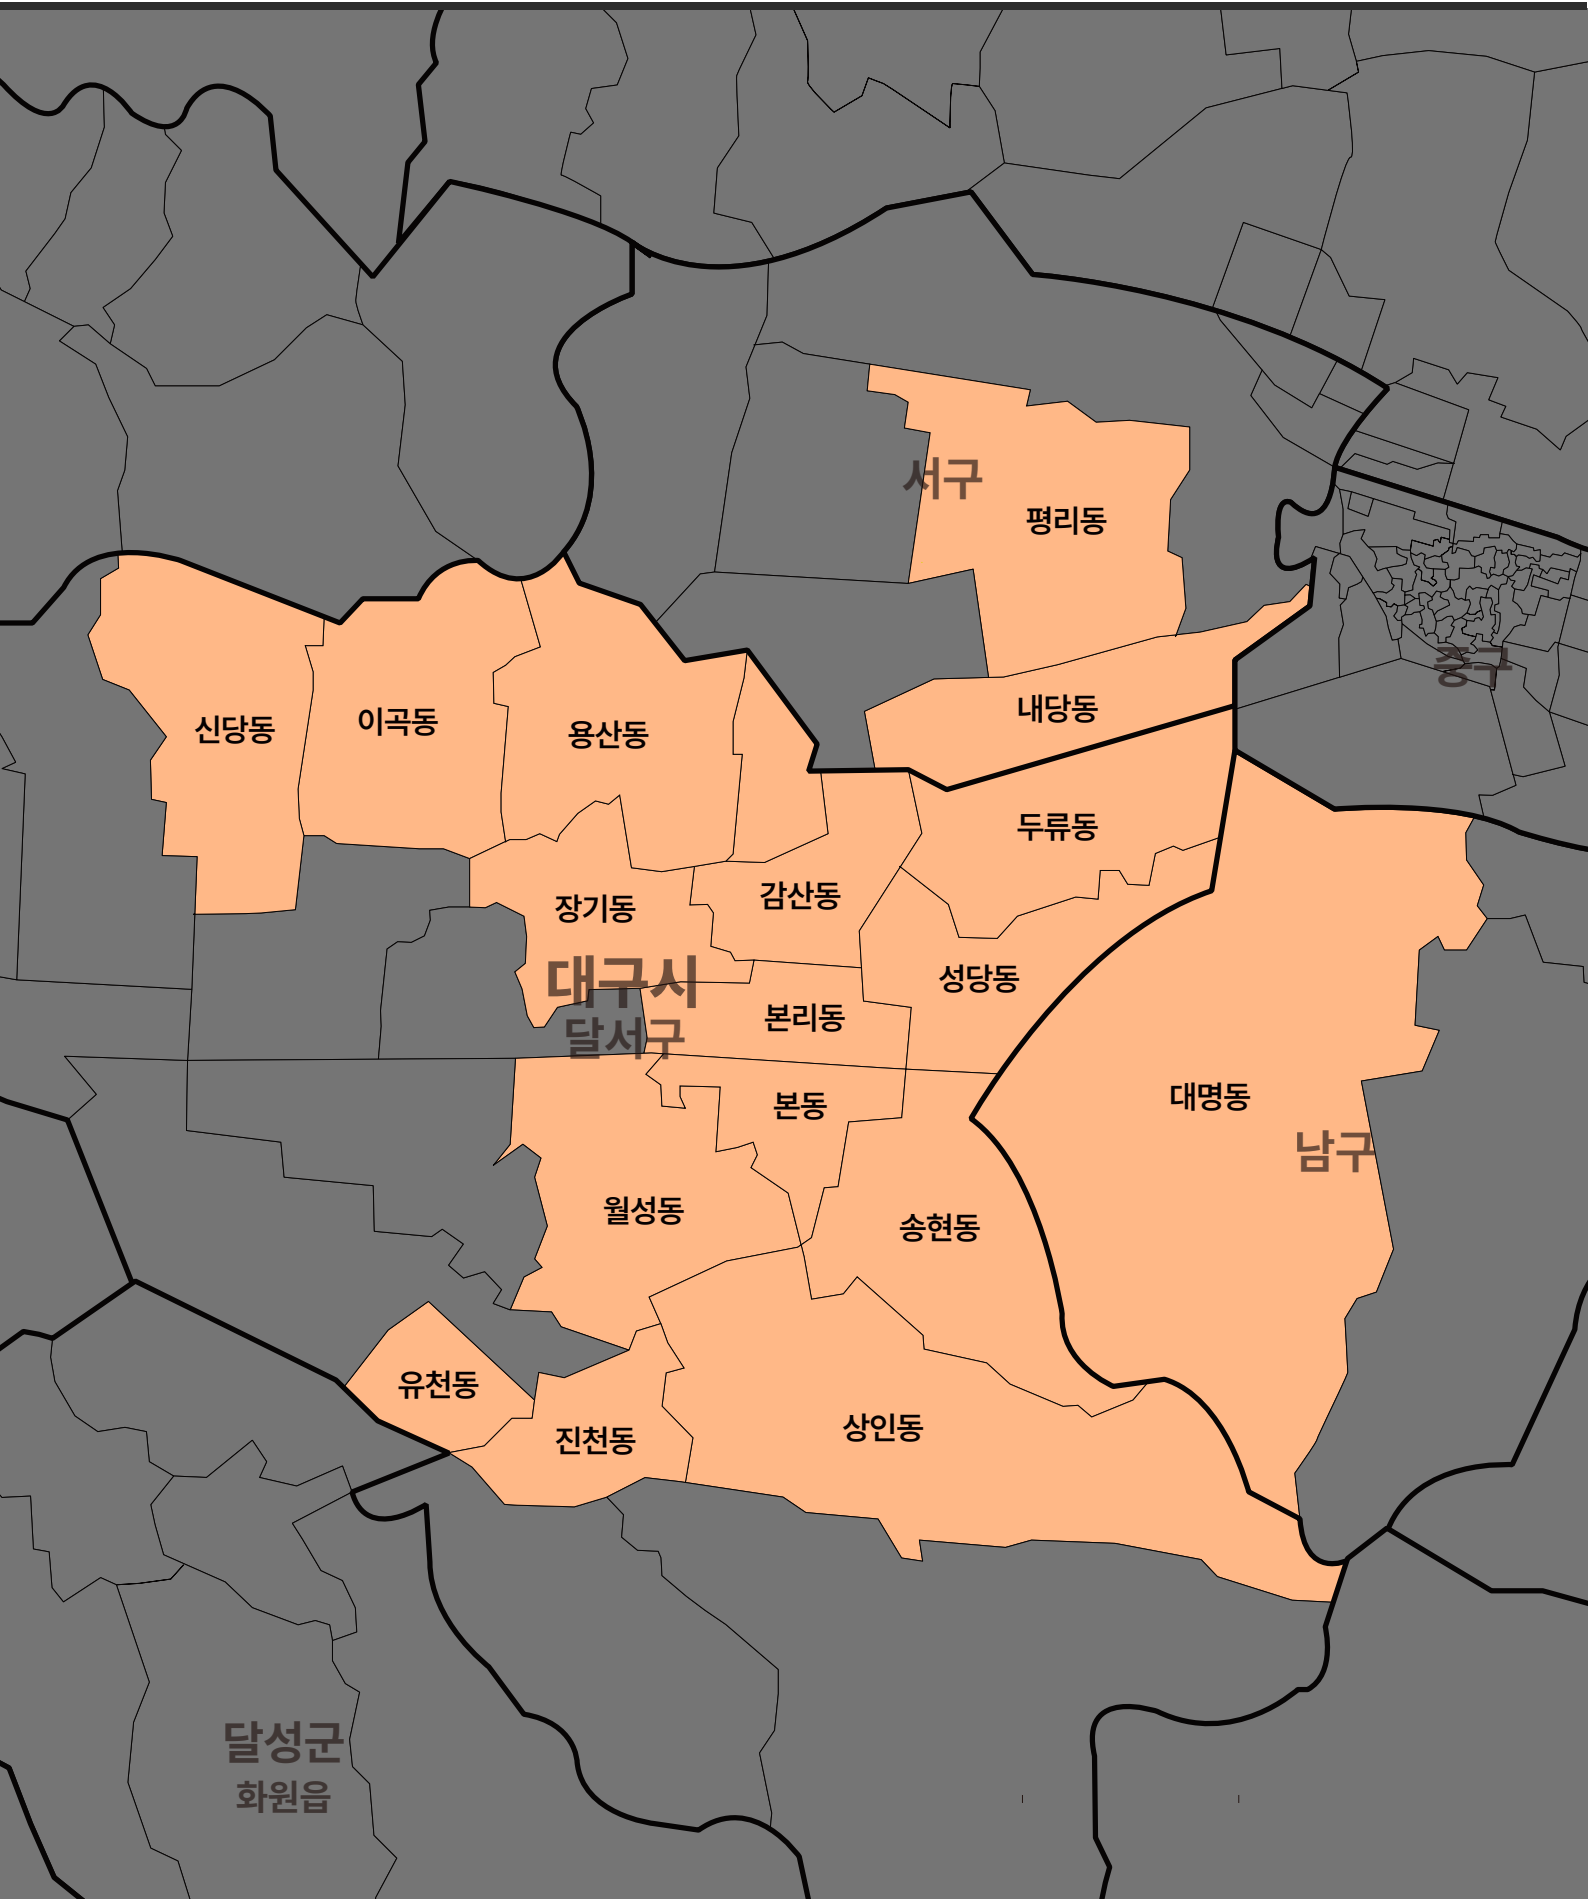 서구
평리동
중구
내당동
신당동
이곡동
용산동
두류동
장기동
감산동
대구시
성당동
달서구
본리동
본동
대명동
남구
월성동
송현동
유천동
진천동
상인동
달성군
화원읍